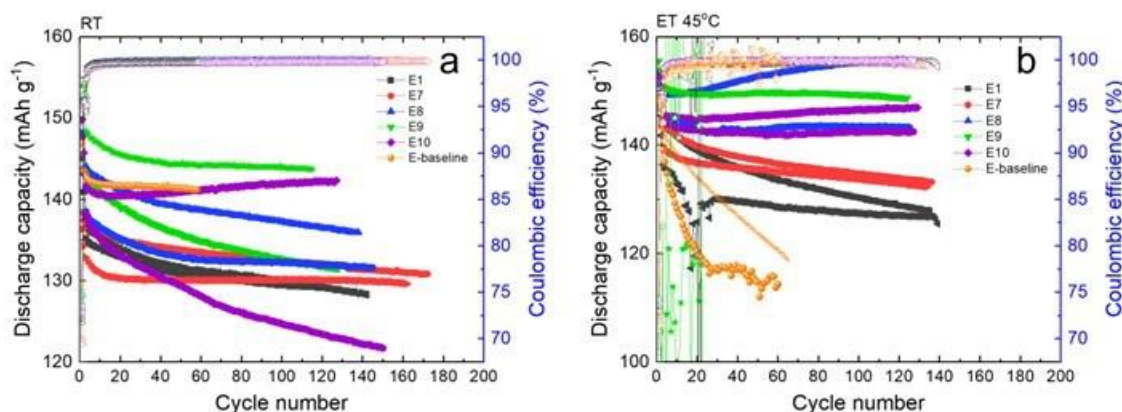 RT
a
160
150
140
130
120
Discharge capacity (mAh g⁻¹)
0 20 40 60 80 100 120 140 160 180 200
Cycle number
100
95
90
85
80
75
70
Coulombic efficiency (%)
E1
E7
E8
E9
E10
E-baseline
ET 45°C
b
160
140
120
100
Discharge capacity (mAh g⁻¹)
0 20 40 60 80 100 120 140 160 180 200
Cycle number
100
95
90
85
80
75
70
Coulombic efficiency (%)
E1
E7
E8
E9
E10
E-baseline